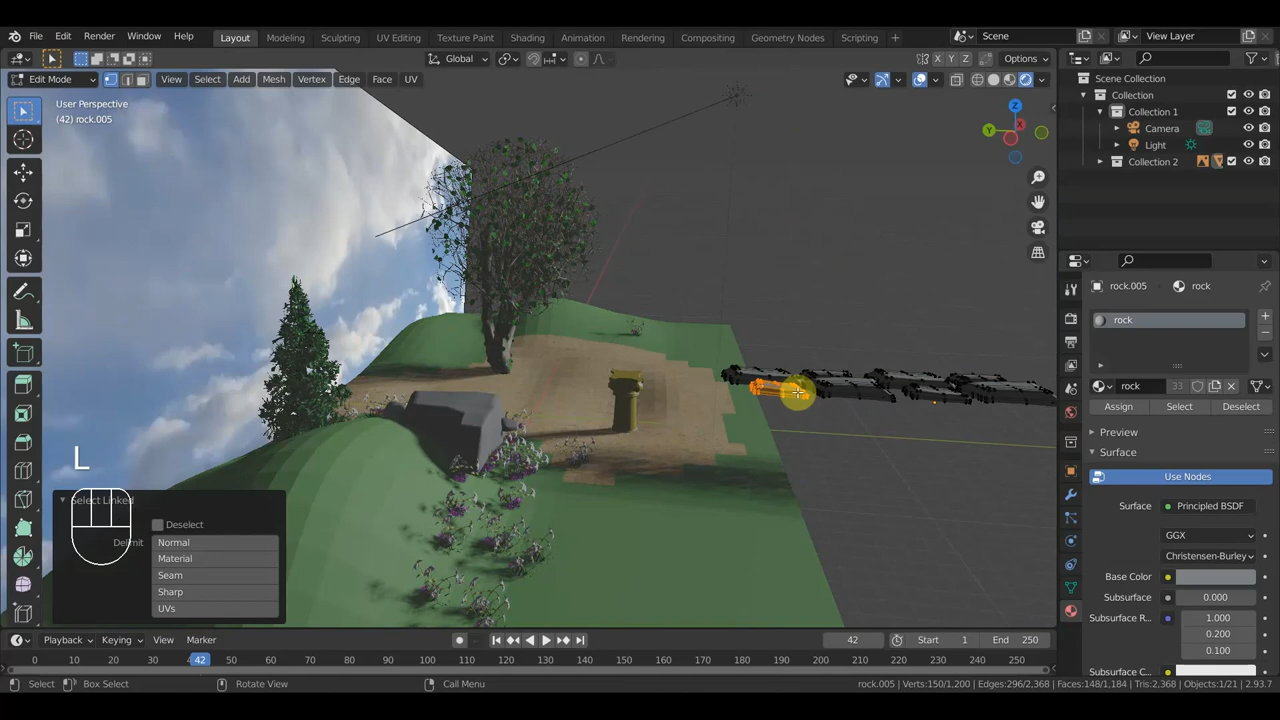 File Edit Render Window Help Layout Modeling Sculpting UV Editing Texture Paint Shading Animation Rendering Compositing Geometry Nodes Scripting + Scene View Layer
Global X Y Z Options
Edit Mode View Select Add Mesh Vertex Edge Face UV
Scene Collection
Collection
Collection 1
Camera
Light
Collection 2
User Perspective
(42) rock.005
Z
Y
X
rock.005 rock
rock
rock 33
Assign Select Deselect
Preview
Surface
Use Nodes
Surface Principled BSDF
GGX
Christensen-Burley
Base Color
Subsurface 0.000
Subsurface R... 1.000
0.200
0.100
Subsurface C...
L
Select Linked
Deselect
Delimit Normal
Material
Seam
Sharp
UVs
Playback Keying View Marker 42 Start 1 End 250
0 10 20 30 42 50 60 70 80 90 100 110 120 130 140 150 160 170 180 190 200 210 220 230 240 250
Select Box Select Rotate View Call Menu rock.005 | Verts:150/1,200 | Edges:296/2,368 | Faces:148/1,184 | Tris:2,368 | Objects:1/21 | 2.93.7